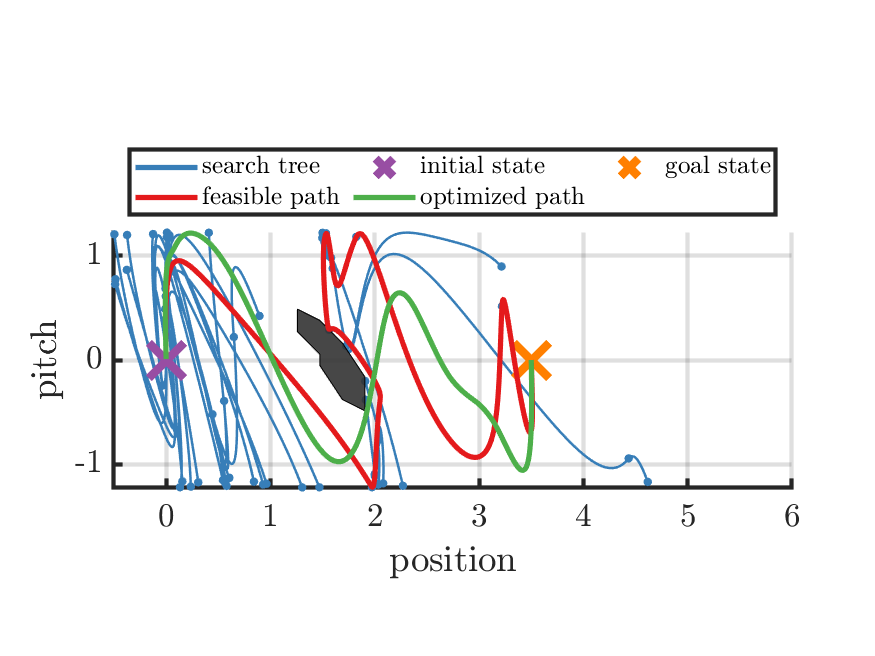 search tree initial state goal state
feasible path optimized path
1
0
-1
pitch
0 1 2 3 4 5 6
position